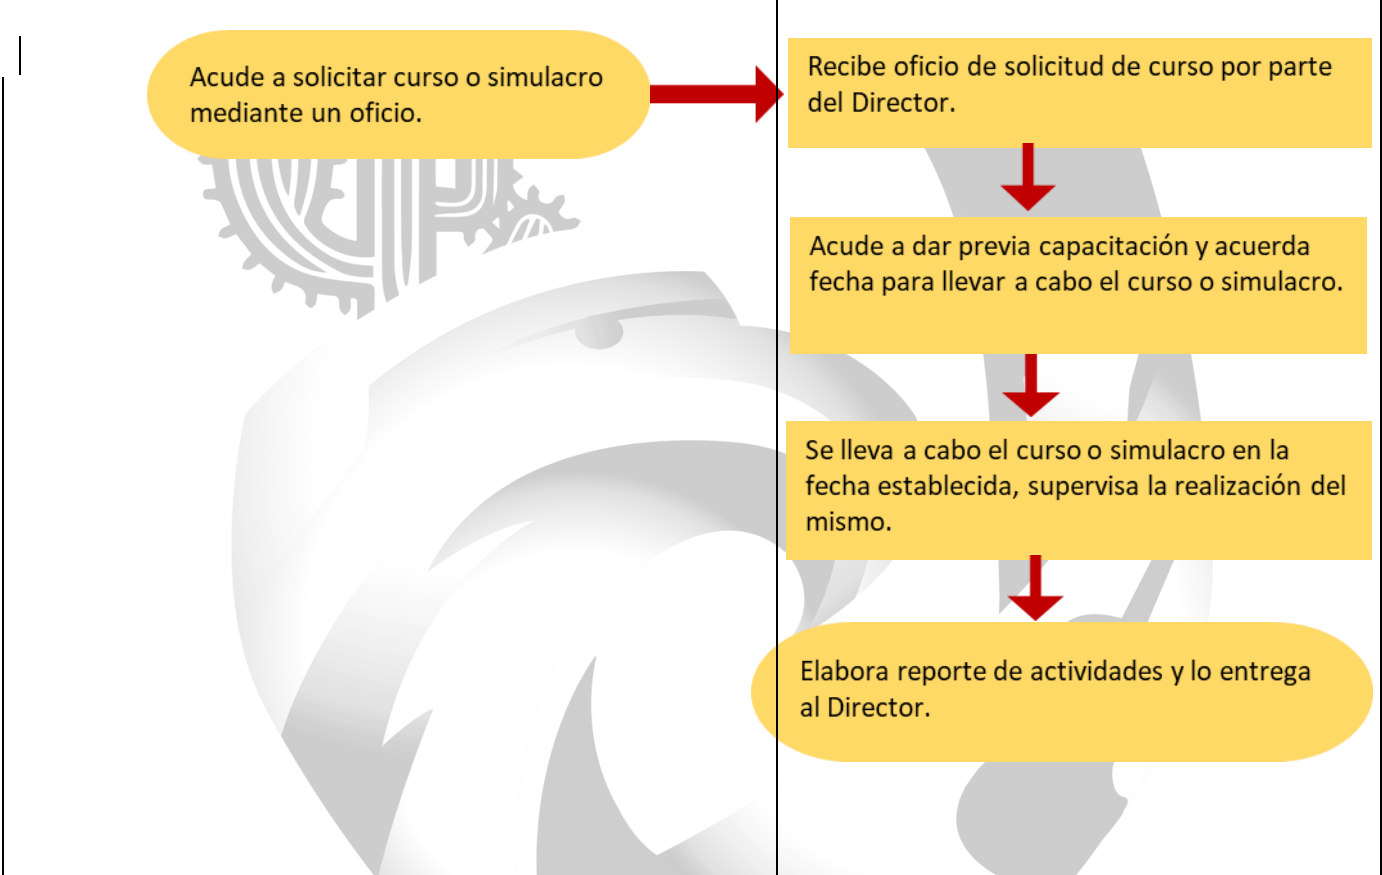 Acude a solicitar curso o simulacro
mediante un oficio.
Recibe oficio de solicitud de curso por parte
del Director.
Acude a dar previa capacitación y acuerda
fecha para llevar a cabo el curso o simulacro.
Se lleva a cabo el curso o simulacro en la
fecha establecida, supervisa la realización del
mismo.
Elabora reporte de actividades y lo entrega
al Director.